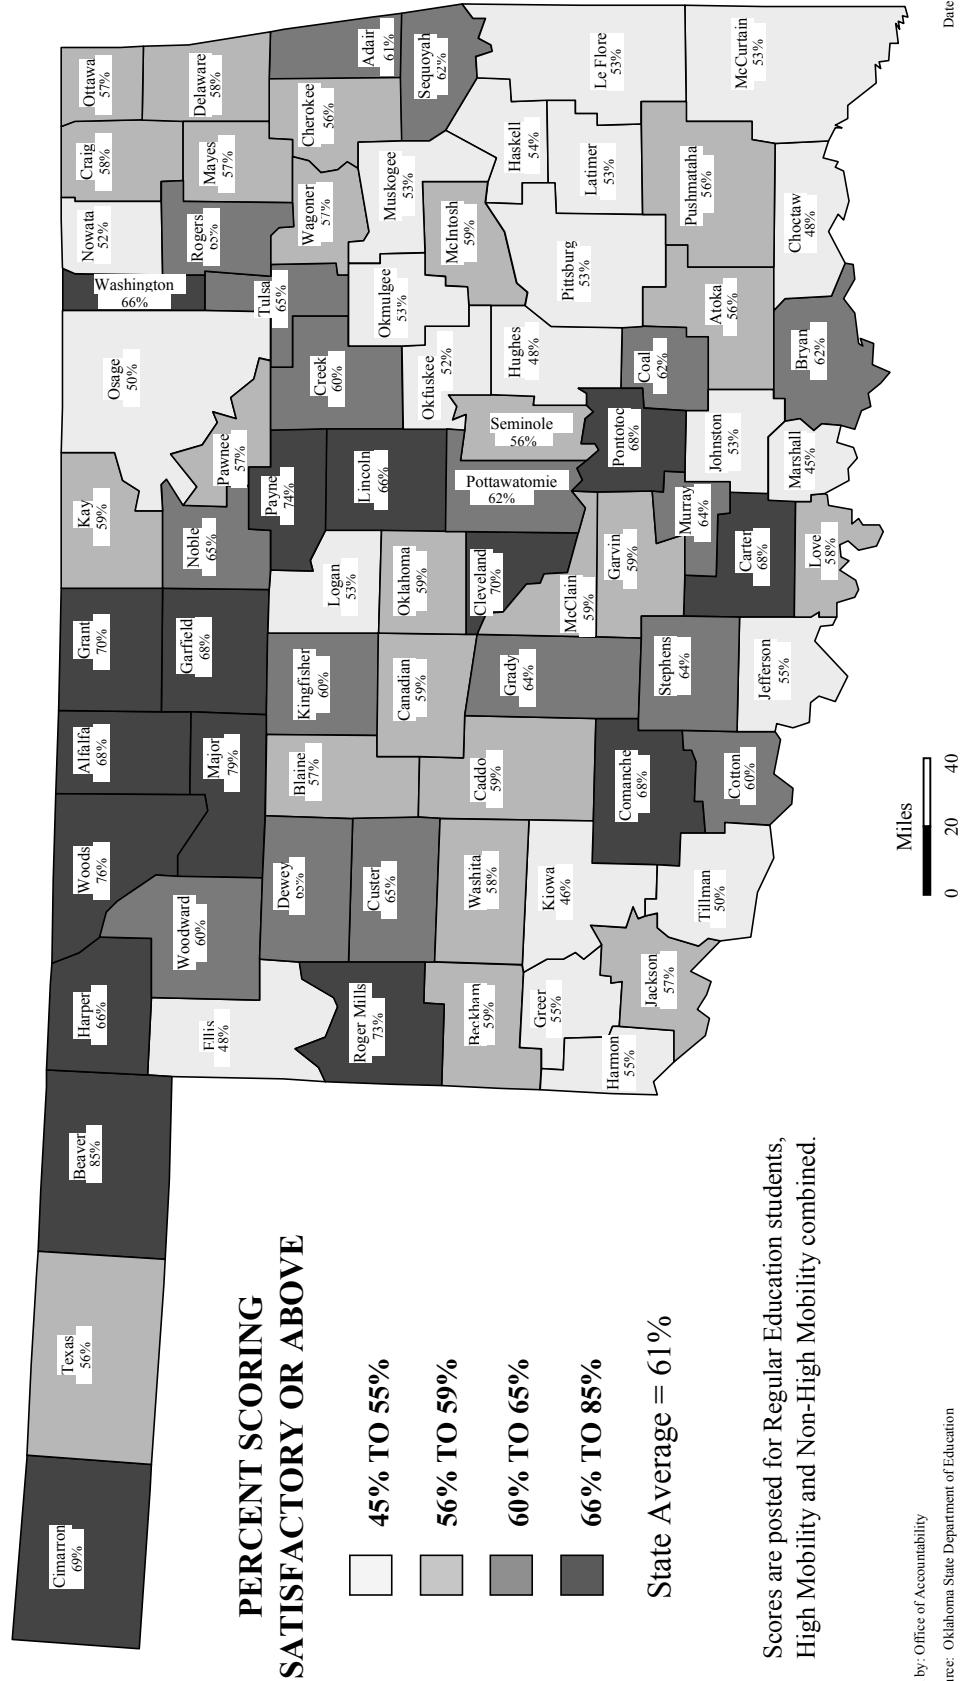 Cimarron
69%
Texas
56%
Beaver
85%
Harper
66%
Woods
76%
Alfalfa
68%
Grant
70%
Kay
59%
Osage
50%
Washington
66%
Nowata
52%
Craig
58%
Ottawa
57%
Ellis
48%
Woodward
60%
Major
79%
Garfield
68%
Noble
65%
Pawnee
57%
Rogers
65%
Mayes
57%
Delaware
58%
Roger Mills
73%
Dewey
65%
Blaine
57%
Kingfisher
60%
Logan
53%
Payne
74%
Creek
60%
Tulsa
65%
Wagoner
57%
Cherokee
56%
Adair
61%
Custer
65%
Canadian
59%
Oklahoma
59%
Lincoln
66%
Okfuskee
52%
Okmulgee
53%
Muskogee
53%
Sequoyah
62%
Beckham
59%
Washita
58%
Caddo
59%
Grady
64%
Cleveland
70%
McClain
59%
Pottawatomie
62%
Seminole
56%
Hughes
48%
McIntosh
59%
Haskell
54%
Greer
55%
Kiowa
46%
Comanche
68%
Stephens
64%
Garvin
59%
Pontotoc
68%
Coal
62%
Pittsburg
53%
Latimer
53%
Le Flore
53%
Harmon
55%
Jackson
57%
Tillman
50%
Cotton
60%
Jefferson
55%
Murray
64%
Carter
68%
Johnston
53%
Atoka
56%
Pushmataha
56%
McCurtain
53%
Love
58%
Marshall
45%
Bryan
62%
Choctaw
48%
PERCENT SCORING
SATISFACTORY OR ABOVE
45% TO 55%
56% TO 59%
60% TO 65%
66% TO 85%
State Average = 61%
Scores are posted for Regular Education students,
High Mobility and Non-High Mobility combined.
Miles
0 20 40
by: Office of Accountability
urce: Oklahoma State Department of Education
Date